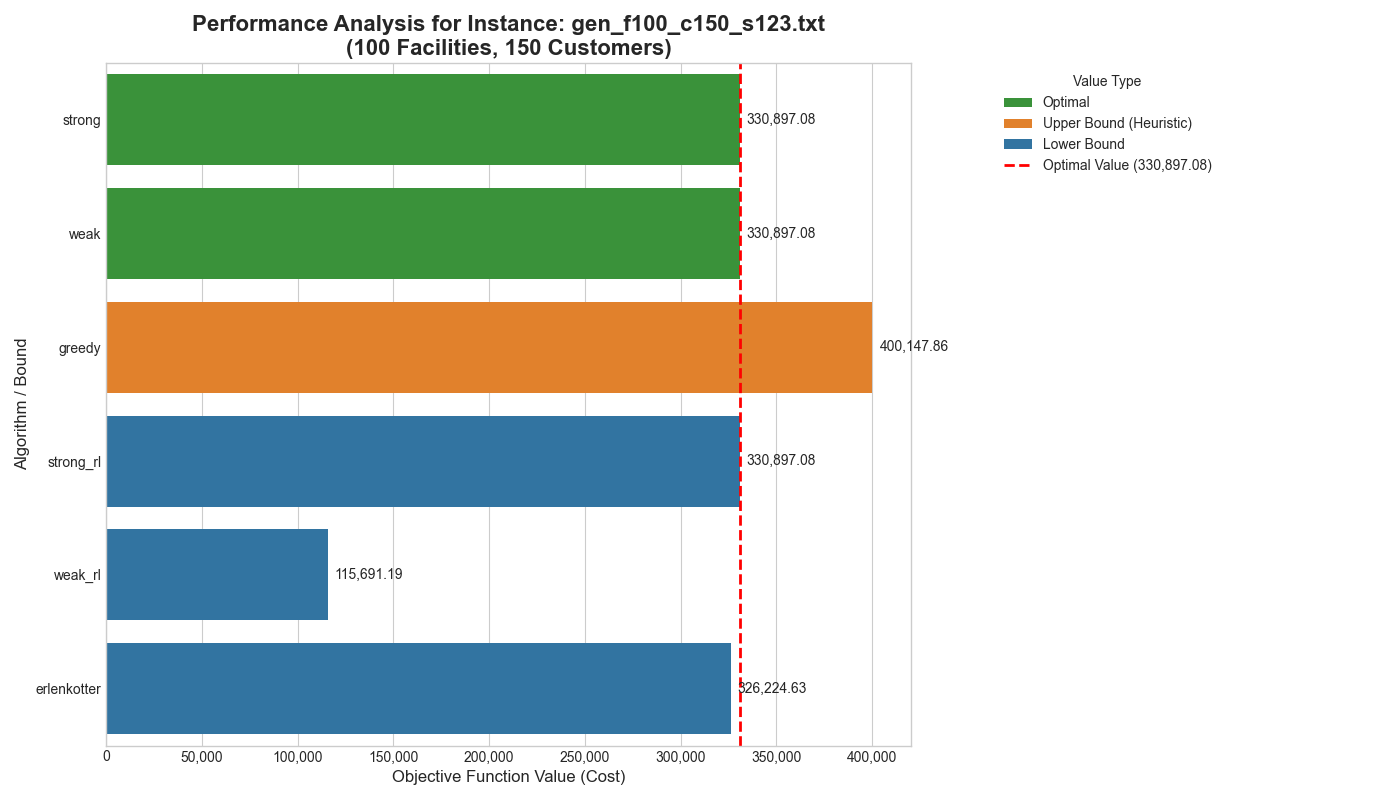 Performance Analysis for Instance: gen_f100_c150_s123.txt
(100 Facilities, 150 Customers)
Value Type
Optimal
Upper Bound (Heuristic)
Lower Bound
Optimal Value (330,897.08)
Algorithm / Bound
strong
330,897.08
weak
330,897.08
greedy
400,147.86
strong_rl
330,897.08
weak_rl
115,691.19
erlenkotter
326,224.63
0 50,000 100,000 150,000 200,000 250,000 300,000 350,000 400,000
Objective Function Value (Cost)